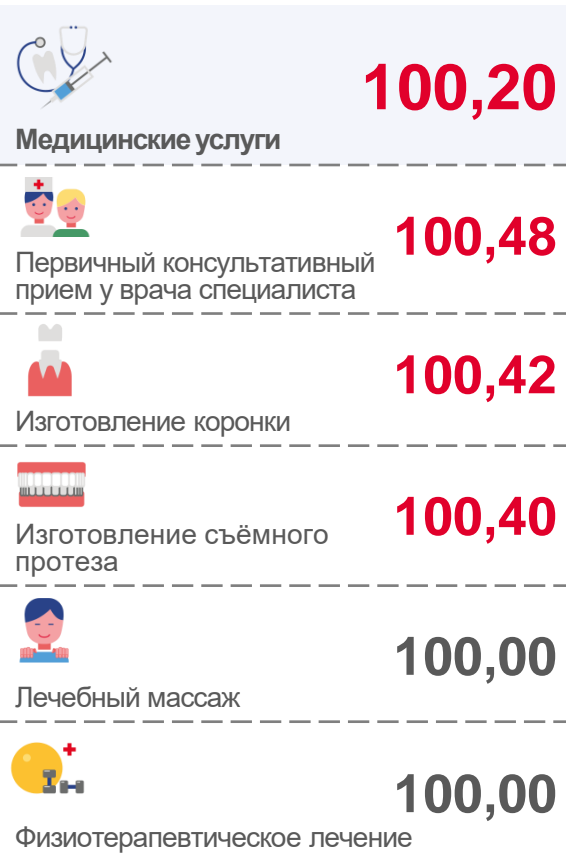 100,20
Медицинские услуги
100,48
Первичный консультативный
прием у врача специалиста
100,42
Изготовление коронки
100,40
Изготовление съёмного
протеза
100,00
Лечебный массаж
100,00
Физиотерапевтическое лечение